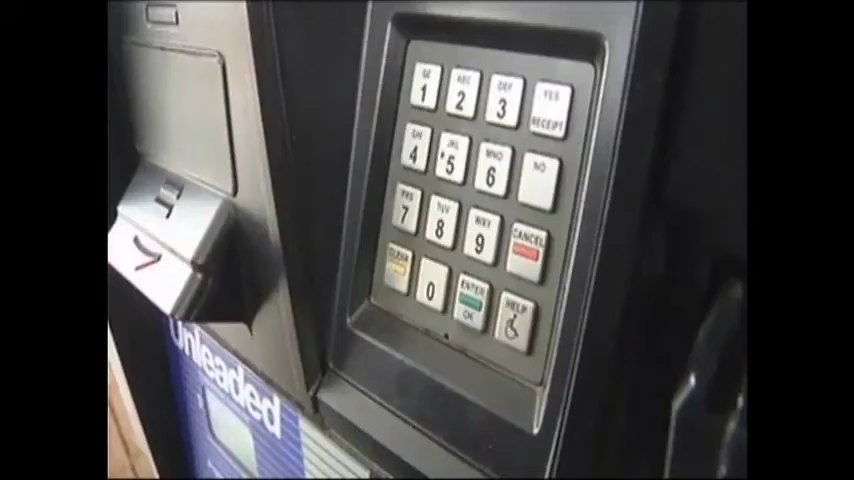 QZ ABC DEF YES
1 2 3 RECEIPT
GHI JKL MNO NO
4 5 6
PRS TUV WXY CANCEL
7 8 9
CLEAR ENTER HELP
0 OK
Unleaded